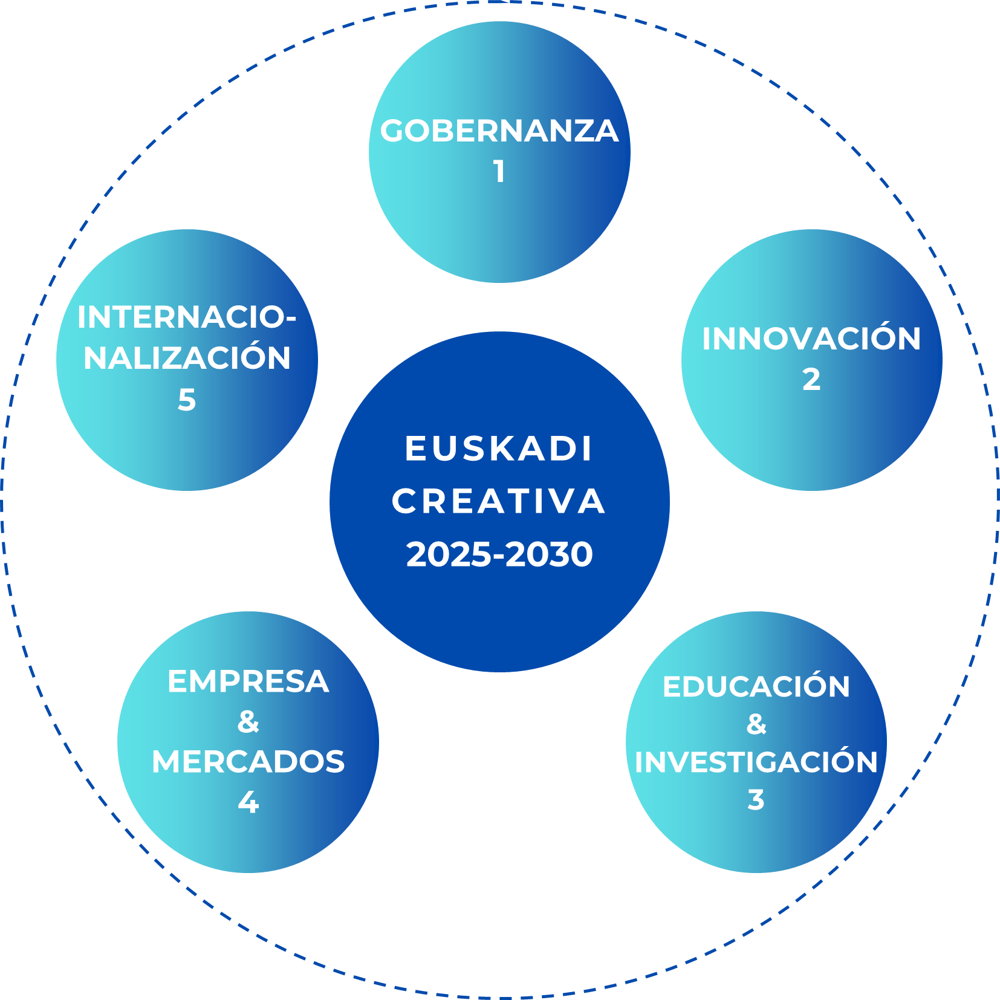 GOBERNANZA
1
INNOVACIÓN
2
EDUCACIÓN
&
INVESTIGACIÓN
3
EMPRESA
&
MERCADOS
4
INTERNACIO-
NALIZACIÓN
5
EUSKADI
CREATIVA
2025-2030